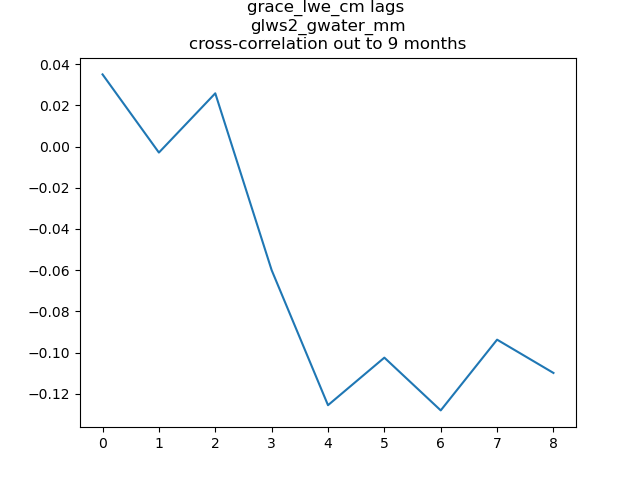 grace_lwe_cm lags
glws2_gwater_mm
cross-correlation out to 9 months
0.04
0.02
0.00
−0.02
−0.04
−0.06
−0.08
−0.10
−0.12
0 1 2 3 4 5 6 7 8